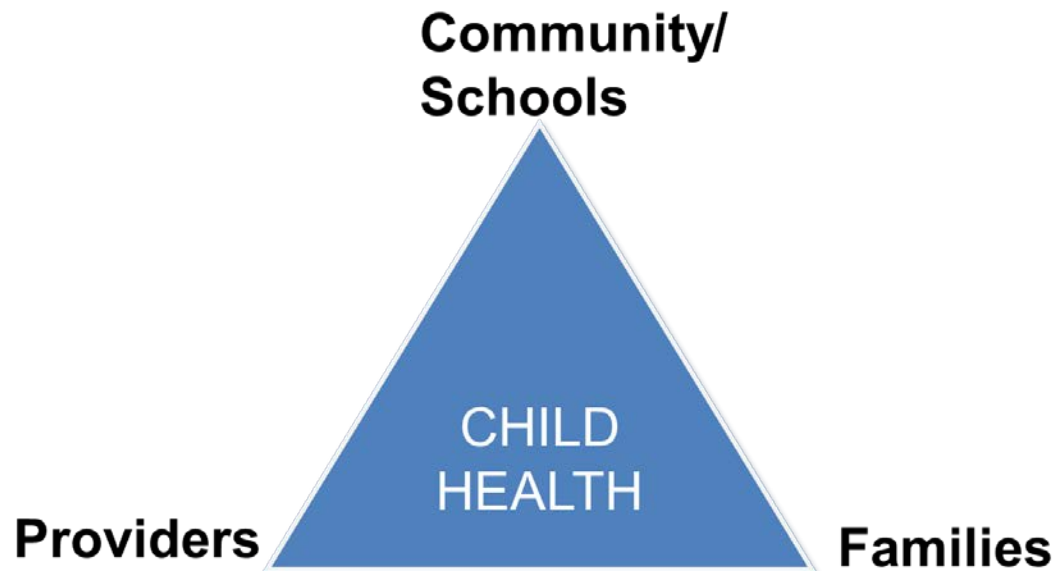 Community/
Schools
CHILD
HEALTH
Providers
Families